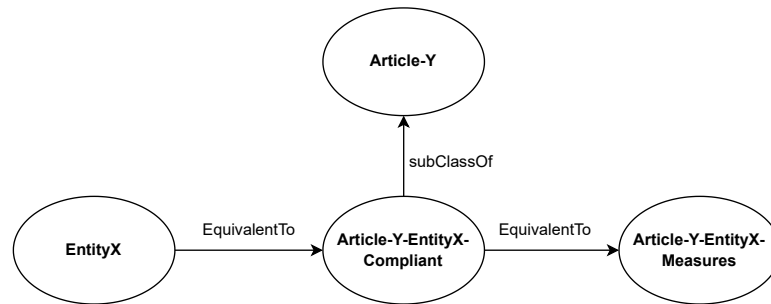 Article-Y
subClassOf
EntityX
EquivalentTo
Article-Y-EntityX-
Compliant
EquivalentTo
Article-Y-EntityX-
Measures